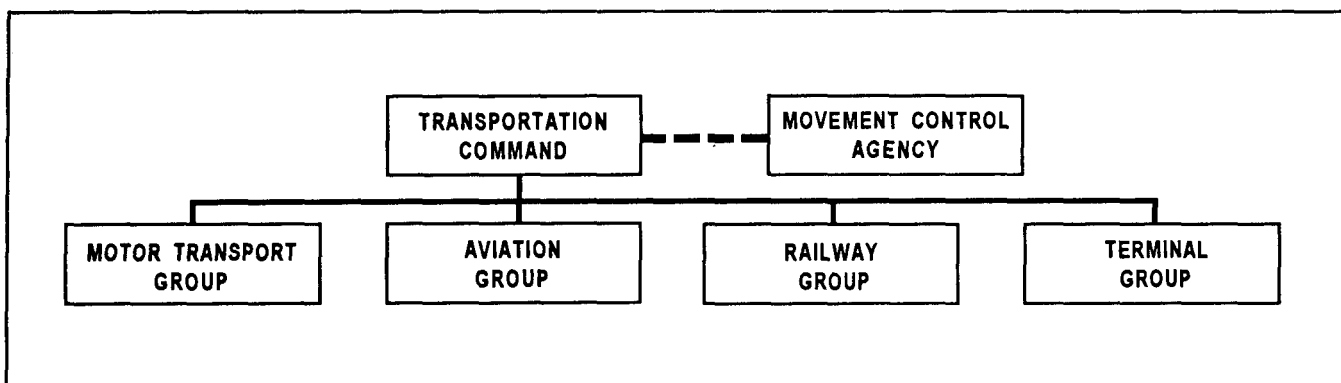 TRANSPORTATION
COMMAND
MOVEMENT CONTROL
AGENCY
MOTOR TRANSPORT
GROUP
AVIATION
GROUP
RAILWAY
GROUP
TERMINAL
GROUP